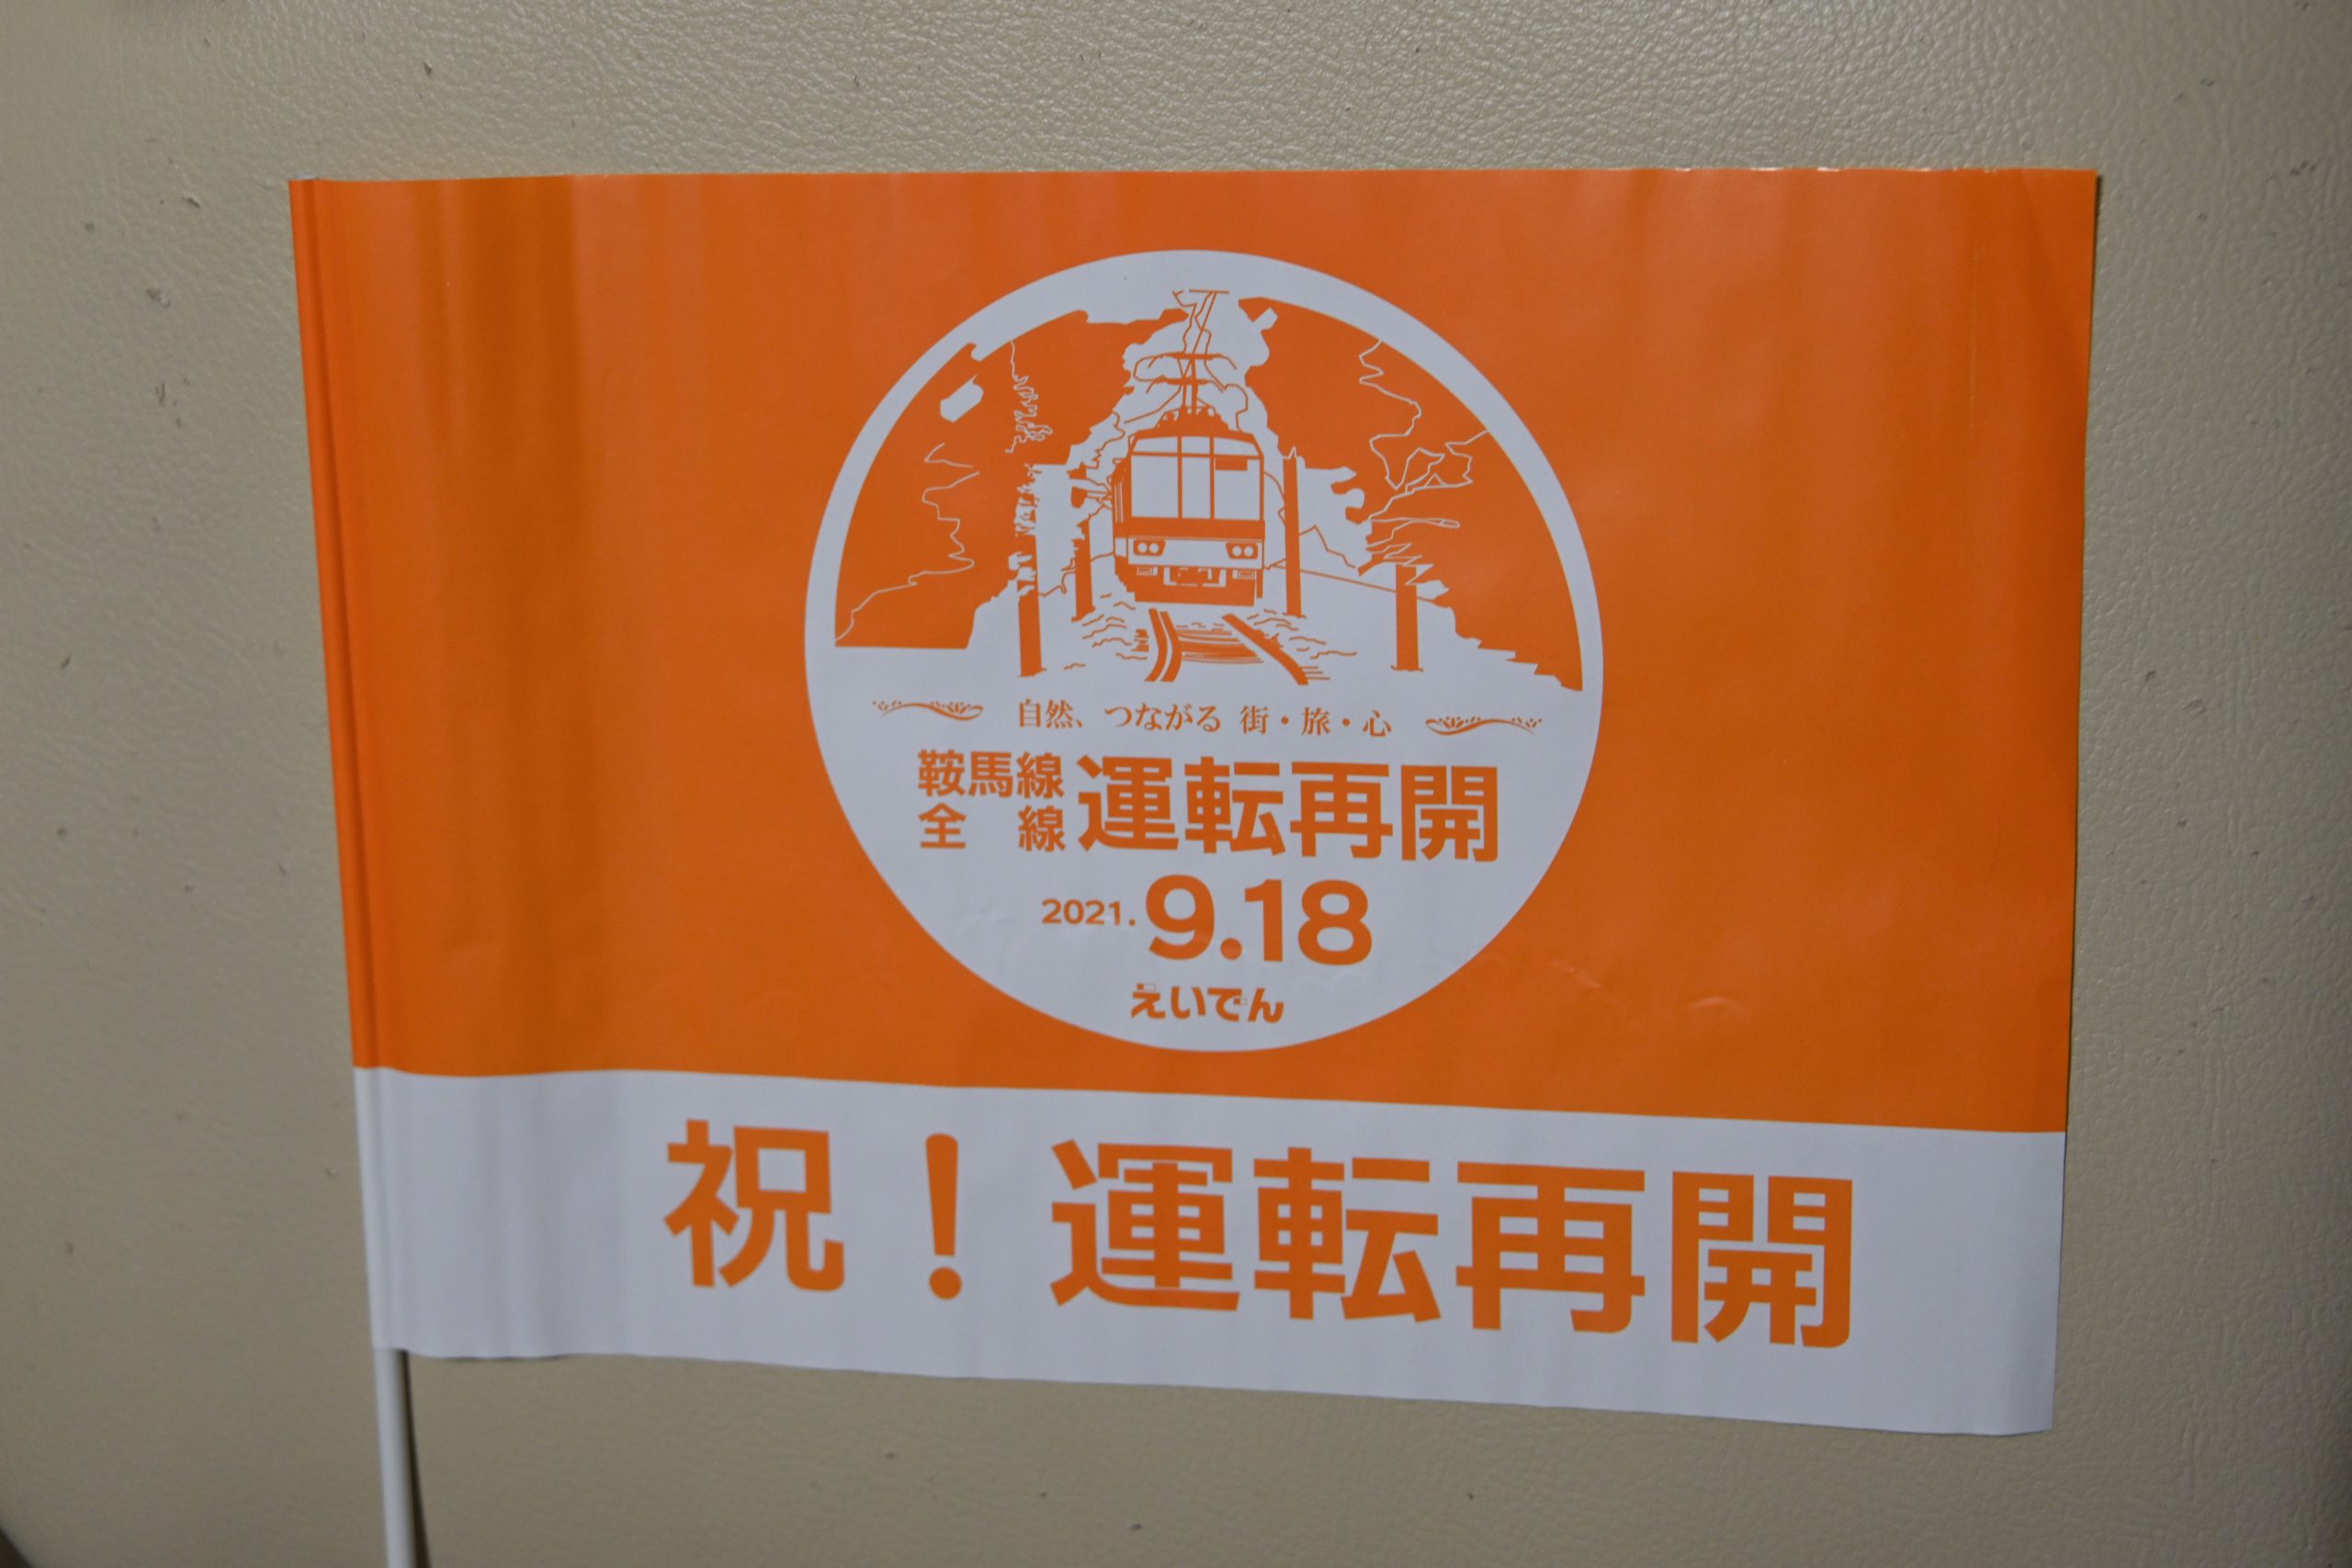 自然、つながる 街・旅・心
鞍馬線
全　線
運転再開
2021.9.18
えいでん
祝！運転再開